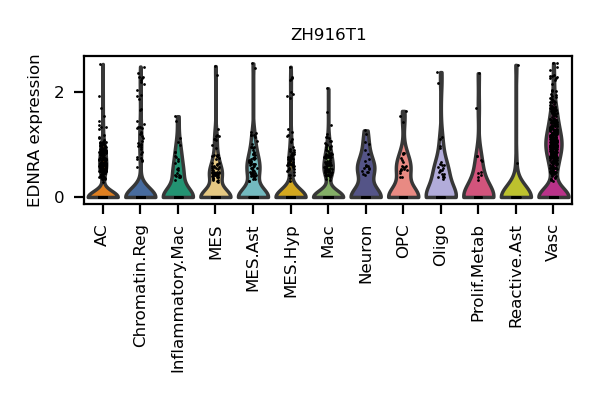 ZH916T1
EDNRA expression
2
0
AC
Chromatin.Reg
Inflammatory.Mac
MES
MES.Ast
MES.Hyp
Mac
Neuron
OPC
Oligo
Prolif.Metab
Reactive.Ast
Vasc